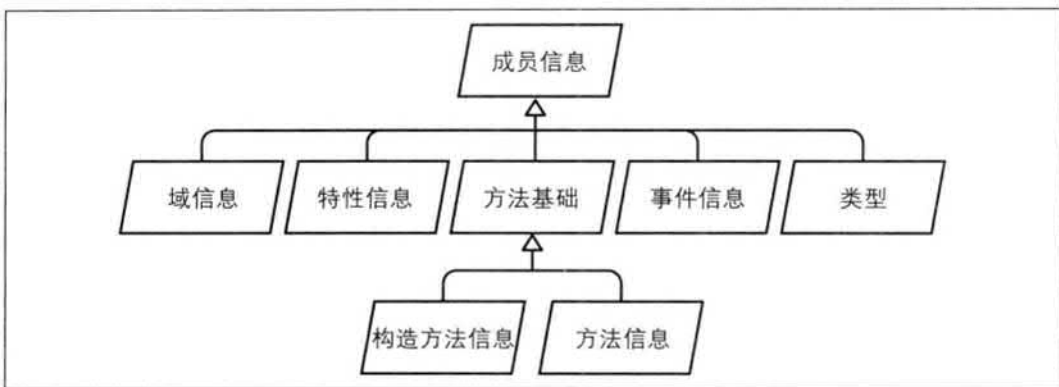 成员信息
域信息
特性信息
方法基础
事件信息
类型
构造方法信息
方法信息